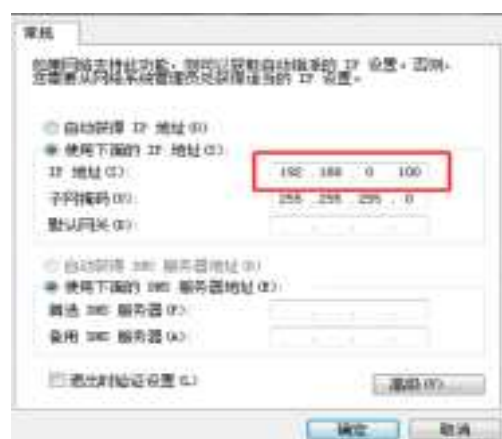 常规
如果网络支持此功能,则可以获取自动指派的 IP 设置。否则,
您需要从网络系统管理员处获得适当的 IP 设置。
自动获得 IP 地址(O)
使用下面的 IP 地址(S):
IP 地址(I): 192 . 168 . 0 . 100
子网掩码(U): 255 . 255 . 255 . 0
默认网关(D):
自动获得 DNS 服务器地址(B)
使用下面的 DNS 服务器地址(E):
首选 DNS 服务器(P):
备用 DNS 服务器(A):
退出时验证设置(L)
高级(V)...
确定
取消